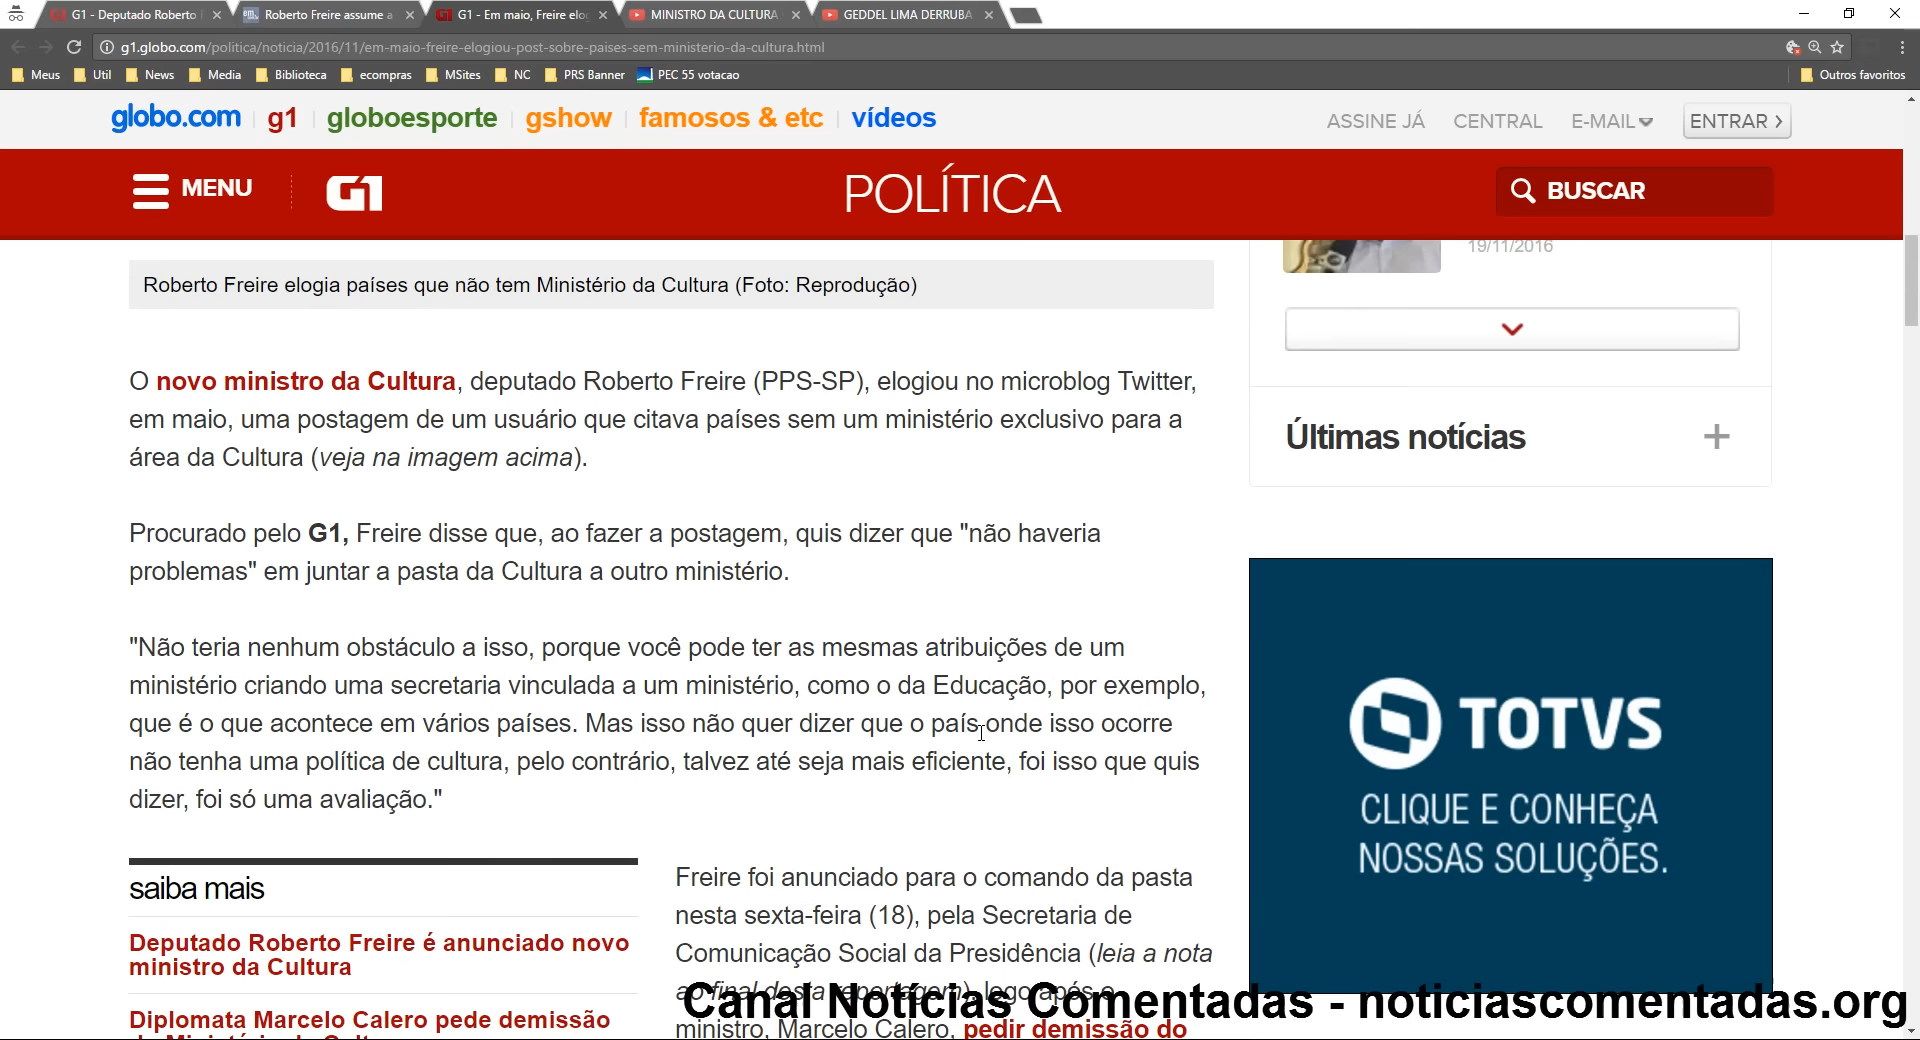 G1 - Deputado Roberto
Roberto Freire assume a
G1 - Em maio, Freire elo
MINISTRO DA CULTURA
GEDDEL LIMA DERRUBA
g1.globo.com/politica/noticia/2016/11/em-maio-freire-elogiou-post-sobre-paises-sem-ministerio-da-cultura.html
Meus Util News Media Biblioteca ecompras MSites NC PRS Banner PEC 55 votacao Outros favoritos
globo.com g1 globoesporte gshow famosos & etc vídeos ASSINE JÁ CENTRAL E-MAIL ENTRAR >
MENU G1 POLÍTICA BUSCAR
19/11/2016
Roberto Freire elogia países que não tem Ministério da Cultura (Foto: Reprodução)
O novo ministro da Cultura, deputado Roberto Freire (PPS-SP), elogiou no microblog Twitter,
em maio, uma postagem de um usuário que citava países sem um ministério exclusivo para a
área da Cultura (veja na imagem acima).
Últimas notícias +
Procurado pelo G1, Freire disse que, ao fazer a postagem, quis dizer que "não haveria
problemas" em juntar a pasta da Cultura a outro ministério.
"Não teria nenhum obstáculo a isso, porque você pode ter as mesmas atribuições de um
ministério criando uma secretaria vinculada a um ministério, como o da Educação, por exemplo,
que é o que acontece em vários países. Mas isso não quer dizer que o país onde isso ocorre
não tenha uma política de cultura, pelo contrário, talvez até seja mais eficiente, foi isso que quis
dizer, foi só uma avaliação."
TOTVS
CLIQUE E CONHEÇA
NOSSAS SOLUÇÕES.
saiba mais
Deputado Roberto Freire é anunciado novo
ministro da Cultura
Diplomata Marcelo Calero pede demissão
Freire foi anunciado para o comando da pasta
nesta sexta-feira (18), pela Secretaria de
Comunicação Social da Presidência (leia a nota
ao final desta reportagem), logo após o
ministro, Marcelo Calero, pedir demissão do
Canal Notícias Comentadas - noticiascomentadas.org